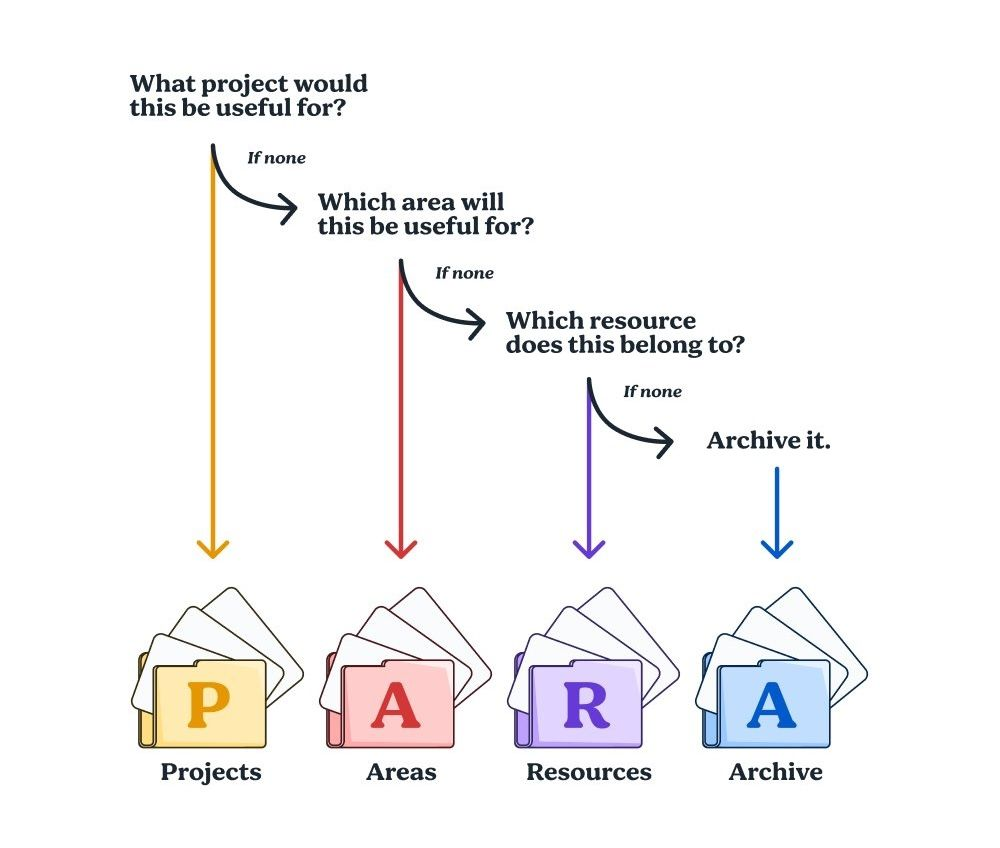 What project would
this be useful for?
If none
Which area will
this be useful for?
If none
Which resource
does this belong to?
If none
Archive it.
P
A
R
A
Projects
Areas
Resources
Archive